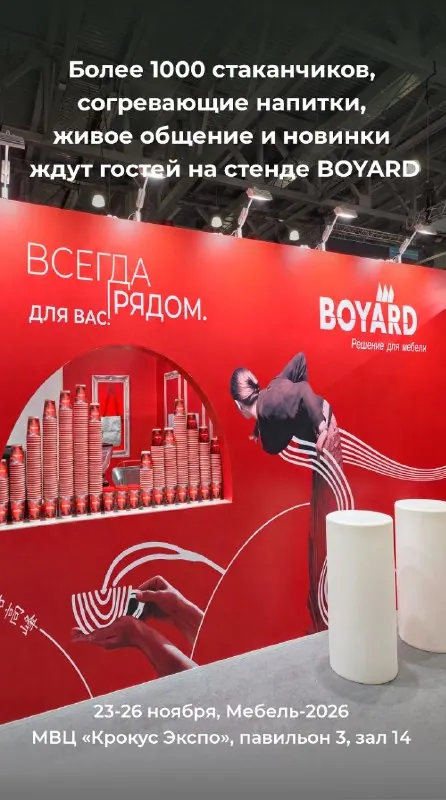 Более 1000 стаканчиков,
согревающие напитки,
живое общение и новинки
ждут гостей на стенде BOYARD
ВСЕГДА
РЯДОМ.
ДЛЯ ВАС.
BOYARD
Решение для мебели
23-26 ноября, Мебель-2026
МВЦ «Крокус Экспо», павильон 3, зал 14